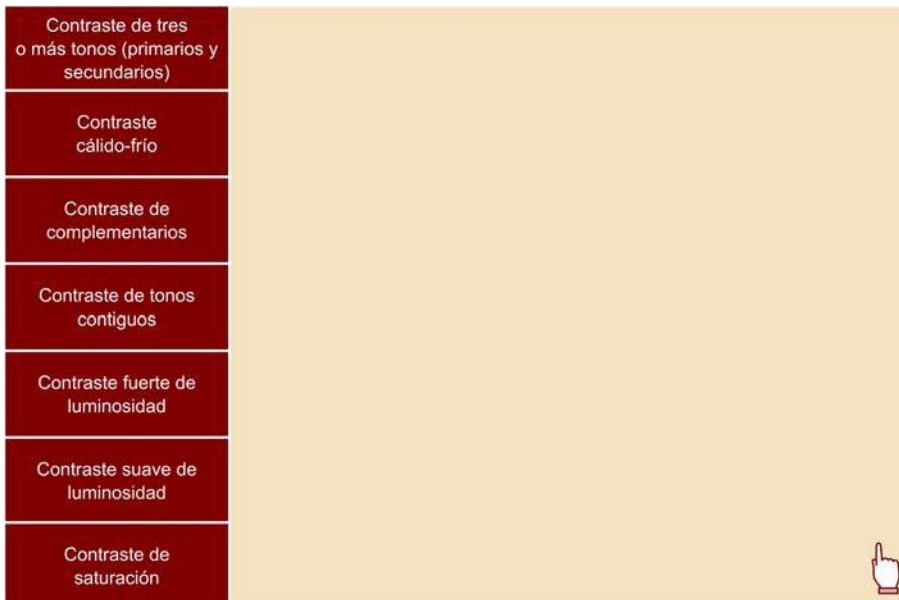 Contraste de tres
o más tonos (primarios y
secundarios)
Contraste
cálido-frío
Contraste de
complementarios
Contraste de tonos
contiguos
Contraste fuerte de
luminosidad
Contraste suave de
luminosidad
Contraste de
saturación